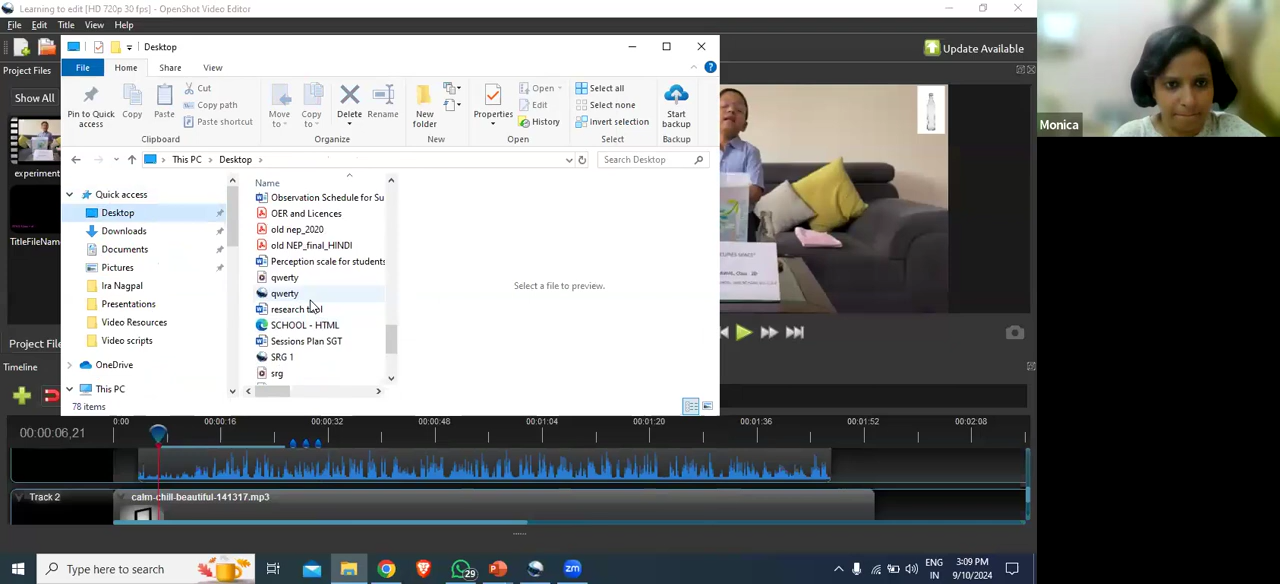 Learning to edit [HD 720p 30 fps] - OpenShot Video Editor
File Edit Title View Help
Update Available
Project Files
Show All
experiment
TitleFileNam
Project File
Timeline
Desktop
File Home Share View
Pin to Quick access
Copy
Paste
Cut
Copy path
Paste shortcut
Clipboard
Move to
Copy to
Delete
Rename
Organize
New folder
New
Properties
Open
Edit
History
Open
Select all
Select none
Invert selection
Select
Start backup
Backup
This PC Desktop
Search Desktop
Quick access
Desktop
Downloads
Documents
Pictures
Ira Nagpal
Presentations
Video Resources
Video scripts
OneDrive
This PC
Name
Observation Schedule for Su
OER and Licences
old nep_2020
old NEP_final_HINDI
Perception scale for students
qwerty
qwerty
SCHOOL - HTML
Sessions Plan SGT
SRG 1
srg
Select a file to preview.
78 items
Monica
00:00:06,21
0:00 00:00:16 00:00:32 00:00:48 00:01:04 00:01:20 00:01:36 00:01:52 00:02:08
Track 2
calm-chill-beautiful-141317.mp3
Type here to search
29
zm
ENG
IN
3:09 PM
9/10/2024